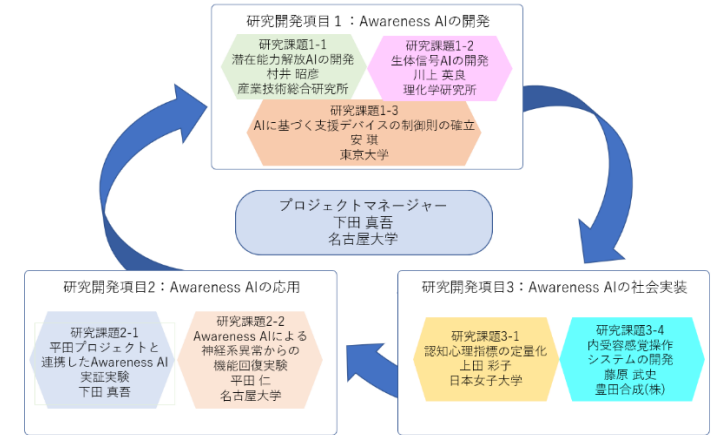 研究開発項目１：Awareness AIの開発
研究課題1-1
潜在能力解放AIの開発
村井 昭彦
産業技術総合研究所
研究課題1-2
生体信号AIの開発
川上 英良
理化学研究所
研究課題1-3
AIに基づく支援デバイスの制御則の確立
安 琪
東京大学
プロジェクトマネージャー
下田 真吾
名古屋大学
研究開発項目2：Awareness AIの応用
研究課題2-1
平田プロジェクトと
連携したAwareness AI
実証実験
下田 真吾
研究課題2-2
Awareness AIによる
神経系異常からの
機能回復実験
平田 仁
名古屋大学
研究開発項目3：Awareness AIの社会実装
研究課題3-1
認知心理指標の定量化
上田 彩子
日本女子大学
研究課題3-4
内受容感覚操作
システムの開発
藤原 武史
豊田合成(株)